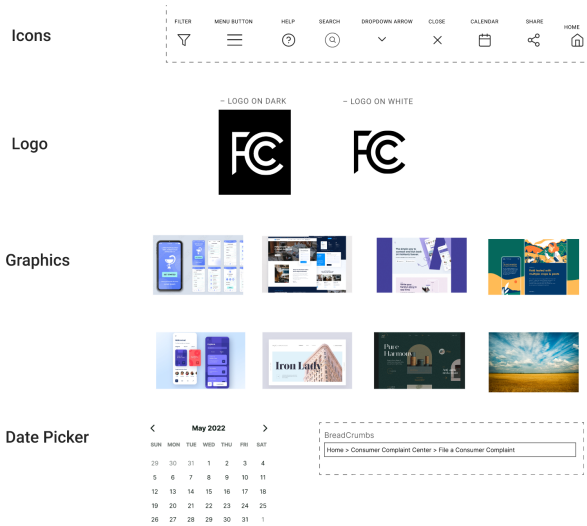 Icons
FILTER
MENU BUTTON
HELP
SEARCH
DROPDOWN ARROW
CLOSE
CALENDAR
SHARE
HOME
Logo
– LOGO ON DARK
– LOGO ON WHITE
FCC
FCC
Graphics
Iron Lady
Pure
Harmony
Date Picker
May 2022
SUN MON TUE WED THU FRI SAT
29 30 31 1 2 3 4
5 6 7 8 9 10 11
12 13 14 15 16 17 18
19 20 21 22 23 24 25
26 27 28 29 30 31 1
BreadCrumbs
Home > Consumer Complaint Center > File a Consumer Complaint